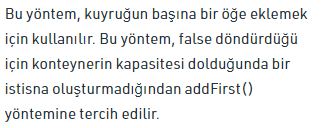 Bu yöntem, kuyruğun başına bir öğe eklemek
için kullanılır. Bu yöntem, false döndürdüğü
için konteynerin kapasitesi dolduğunda bir
istisna oluşturmadığından addFirst()
yöntemine tercih edilir.